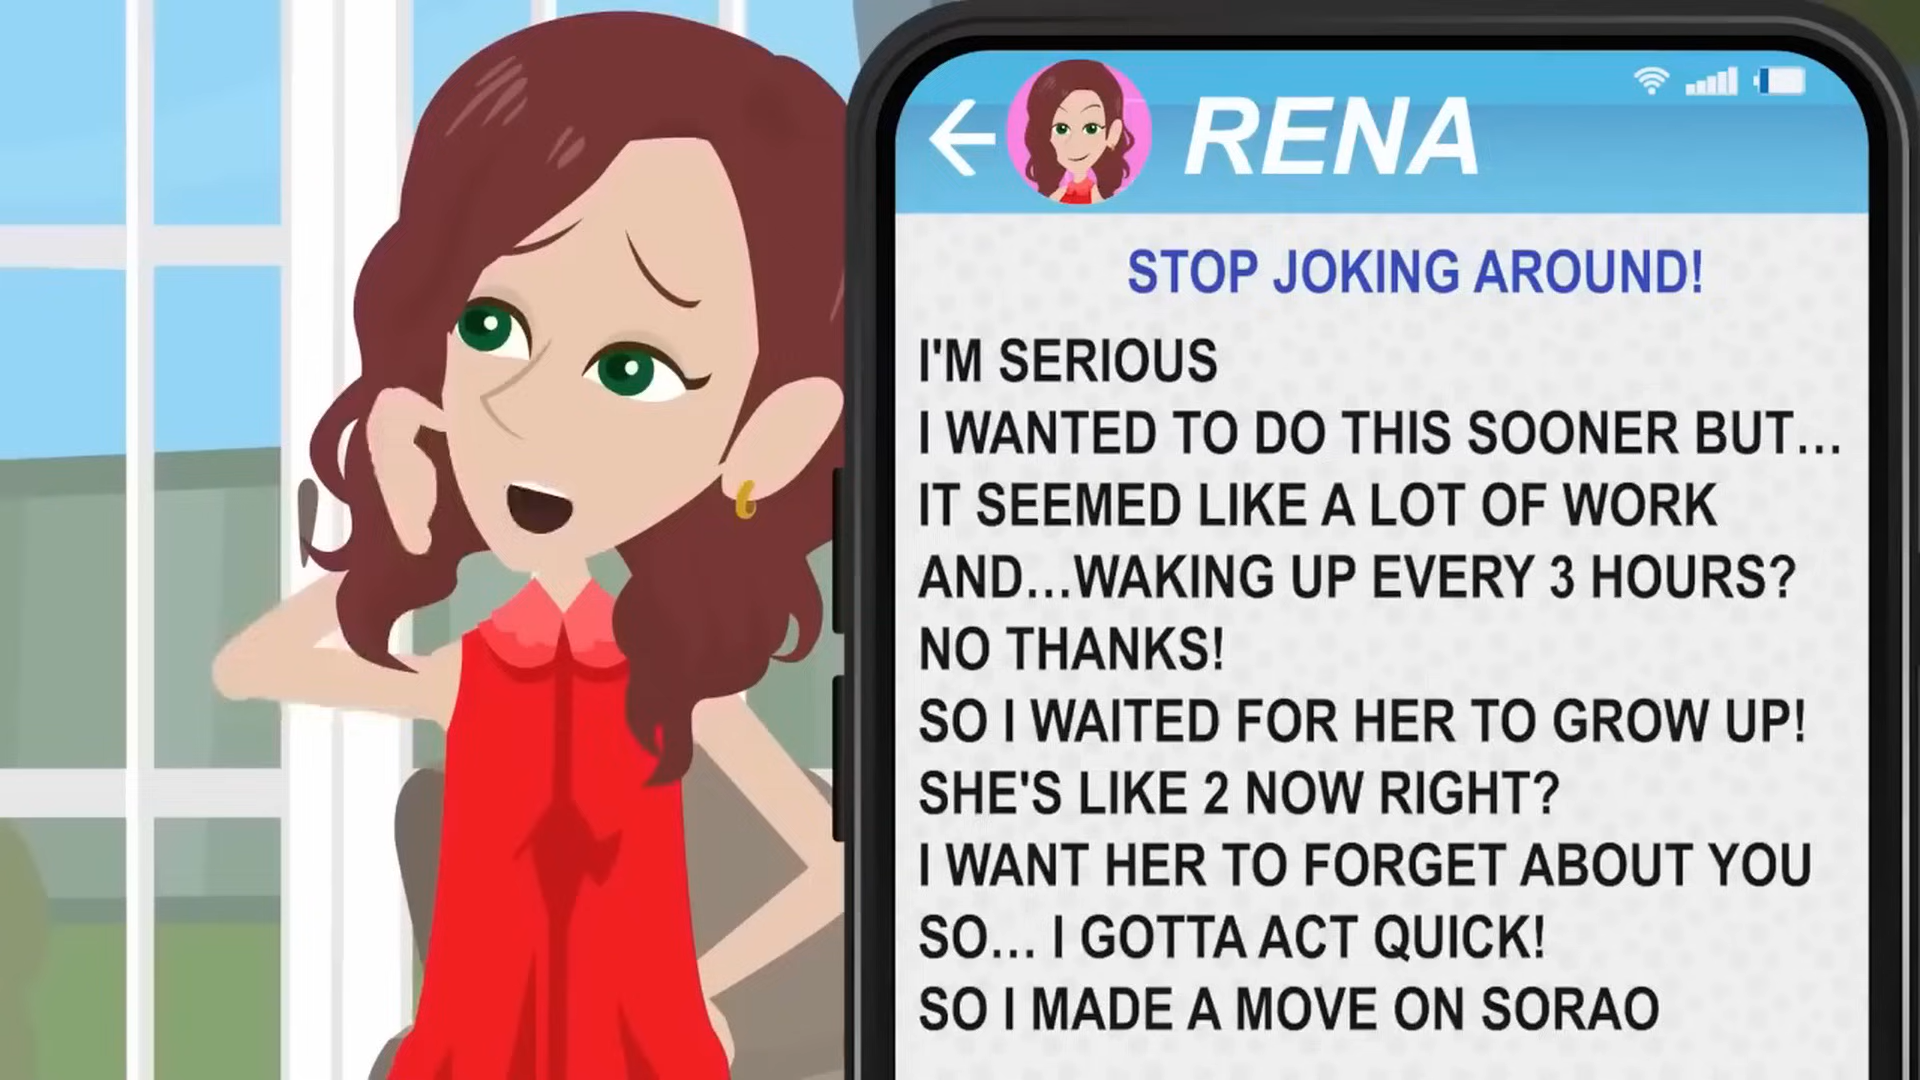 RENA
STOP JOKING AROUND!
I'M SERIOUS
I WANTED TO DO THIS SOONER BUT...
IT SEEMED LIKE A LOT OF WORK
AND...WAKING UP EVERY 3 HOURS?
NO THANKS!
SO I WAITED FOR HER TO GROW UP!
SHE'S LIKE 2 NOW RIGHT?
I WANT HER TO FORGET ABOUT YOU
SO... I GOTTA ACT QUICK!
SO I MADE A MOVE ON SORAO